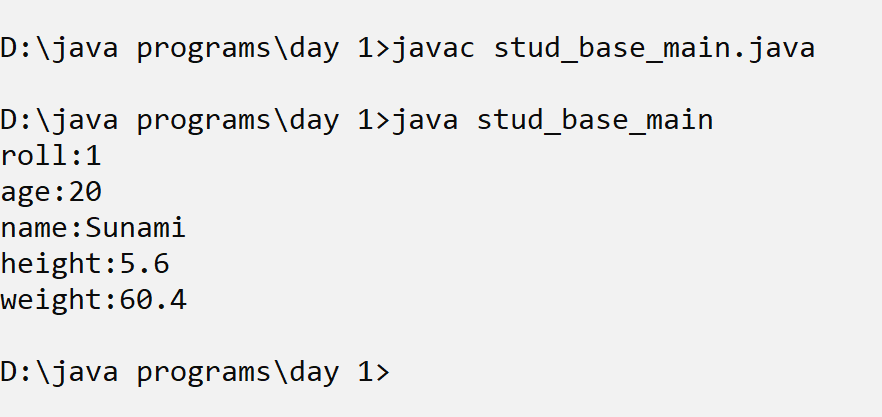 D:\java programs\day 1>javac stud_base_main.java
D:\java programs\day 1>java stud_base_main
roll:1
age:20
name:Sunami
height:5.6
weight:60.4
D:\java programs\day 1>